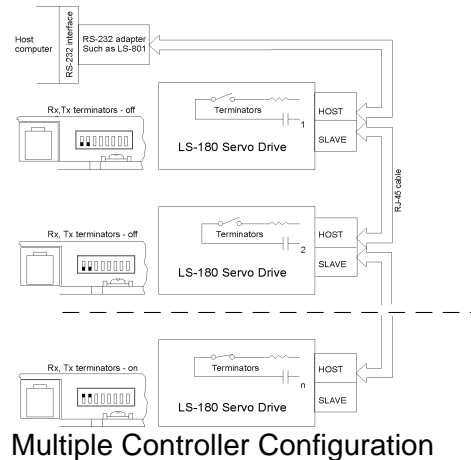 Host
computer
RS-232 interface
RS-232 adapter
Such as LS-801
Rx,Tx terminators - off
Terminators
1
LS-180 Servo Drive
HOST
SLAVE
RJ-45 cable
Rx, Tx terminators - off
Terminators
2
LS-180 Servo Drive
HOST
SLAVE
Rx, Tx terminators - on
Terminators
n
LS-180 Servo Drive
HOST
SLAVE
Multiple Controller Configuration